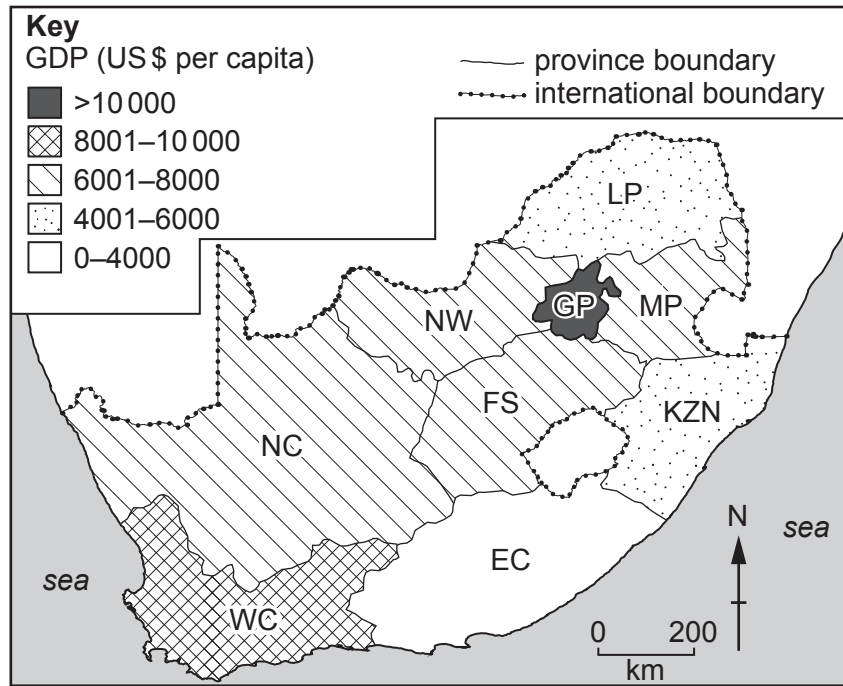 Key
GDP (US $ per capita)
>10 000
8001–10 000
6001–8000
4001–6000
0–4000
province boundary
international boundary
LP
GP
MP
NW
FS
KZN
NC
EC
WC
N
sea
sea
0 200
km